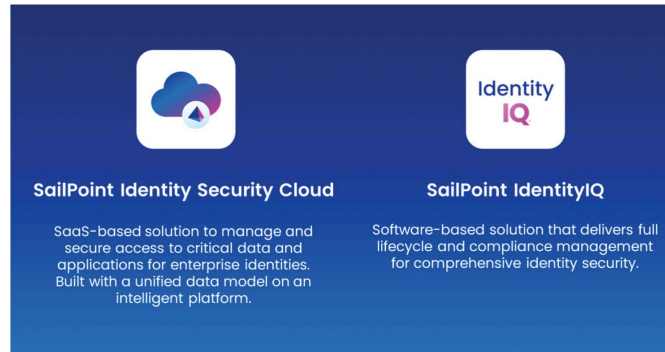 Identity
IQ
SailPoint Identity Security Cloud
SaaS-based solution to manage and
secure access to critical data and
applications for enterprise identities.
Built with a unified data model on an
intelligent platform.
SailPoint IdentityIQ
Software-based solution that delivers full
lifecycle and compliance management
for comprehensive identity security.